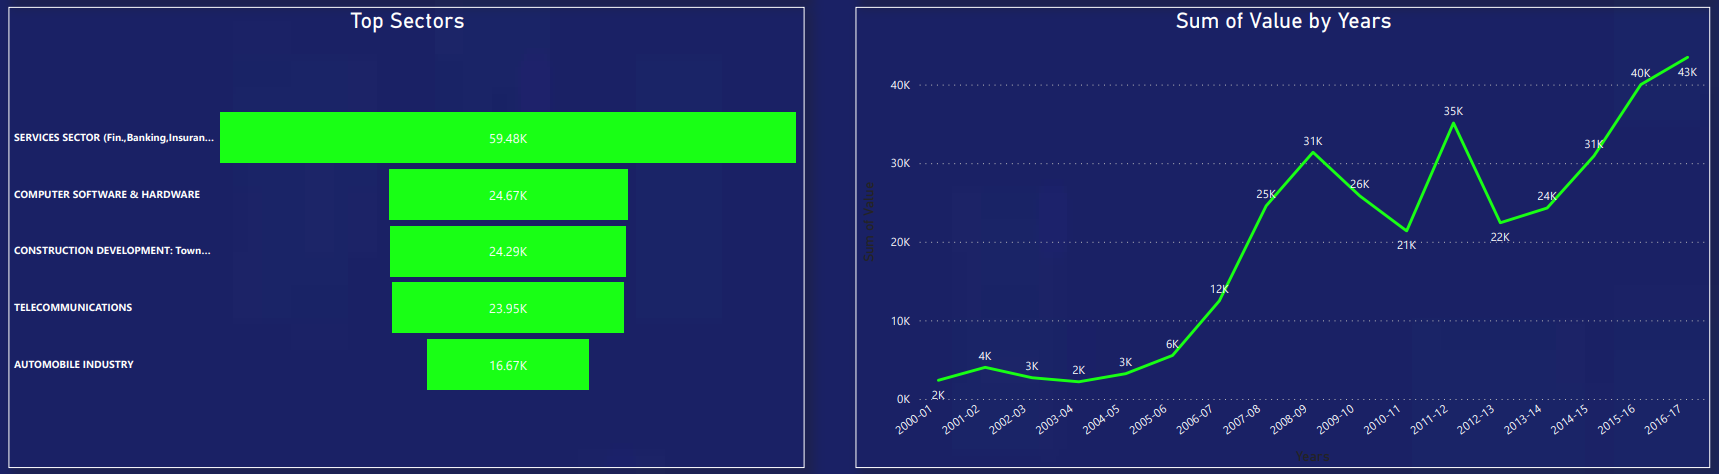 Top Sectors
SERVICES SECTOR (Fin.,Banking,Insuran...
59.48K
COMPUTER SOFTWARE & HARDWARE
24.67K
CONSTRUCTION DEVELOPMENT: Town...
24.29K
TELECOMMUNICATIONS
23.95K
AUTOMOBILE INDUSTRY
16.67K
Sum of Value by Years
Sum of Value
40K
30K
20K
10K
0K
2K
4K
3K
2K
3K
6K
12K
25K
31K
26K
21K
35K
22K
24K
31K
40K
43K
2000-01
2001-02
2002-03
2003-04
2004-05
2005-06
2006-07
2007-08
2008-09
2009-10
2010-11
2011-12
2012-13
2013-14
2014-15
2015-16
2016-17
Years